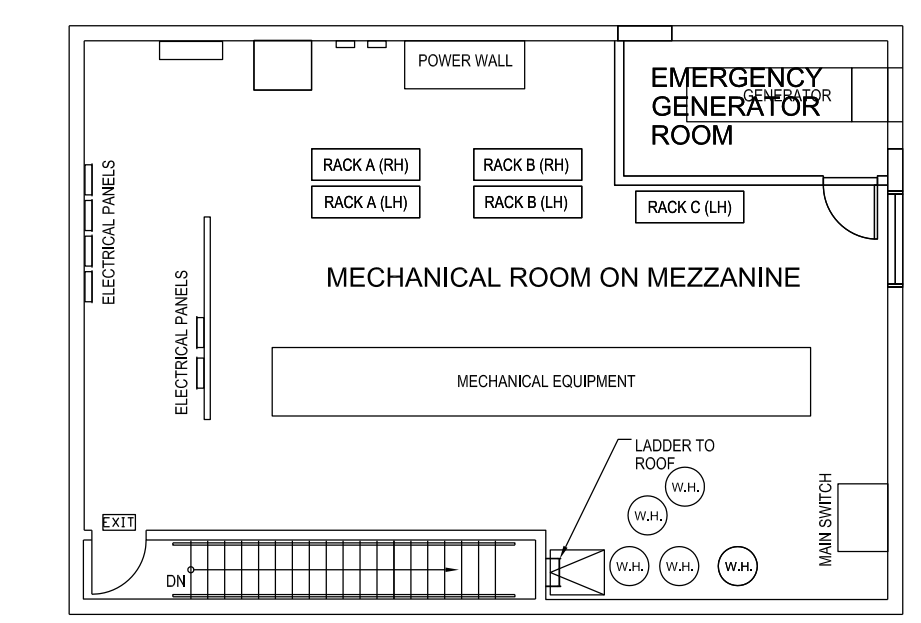 POWER WALL
EMERGENCY
GENERATOR
GENERATOR
ROOM
RACK A (RH)
RACK B (RH)
RACK A (LH)
RACK B (LH)
RACK C (LH)
ELECTRICAL PANELS
MECHANICAL ROOM ON MEZZANINE
ELECTRICAL PANELS
MECHANICAL EQUIPMENT
LADDER TO
ROOF
W.H.
W.H.
MAIN SWITCH
EXIT
W.H.
W.H.
W.H.
DN